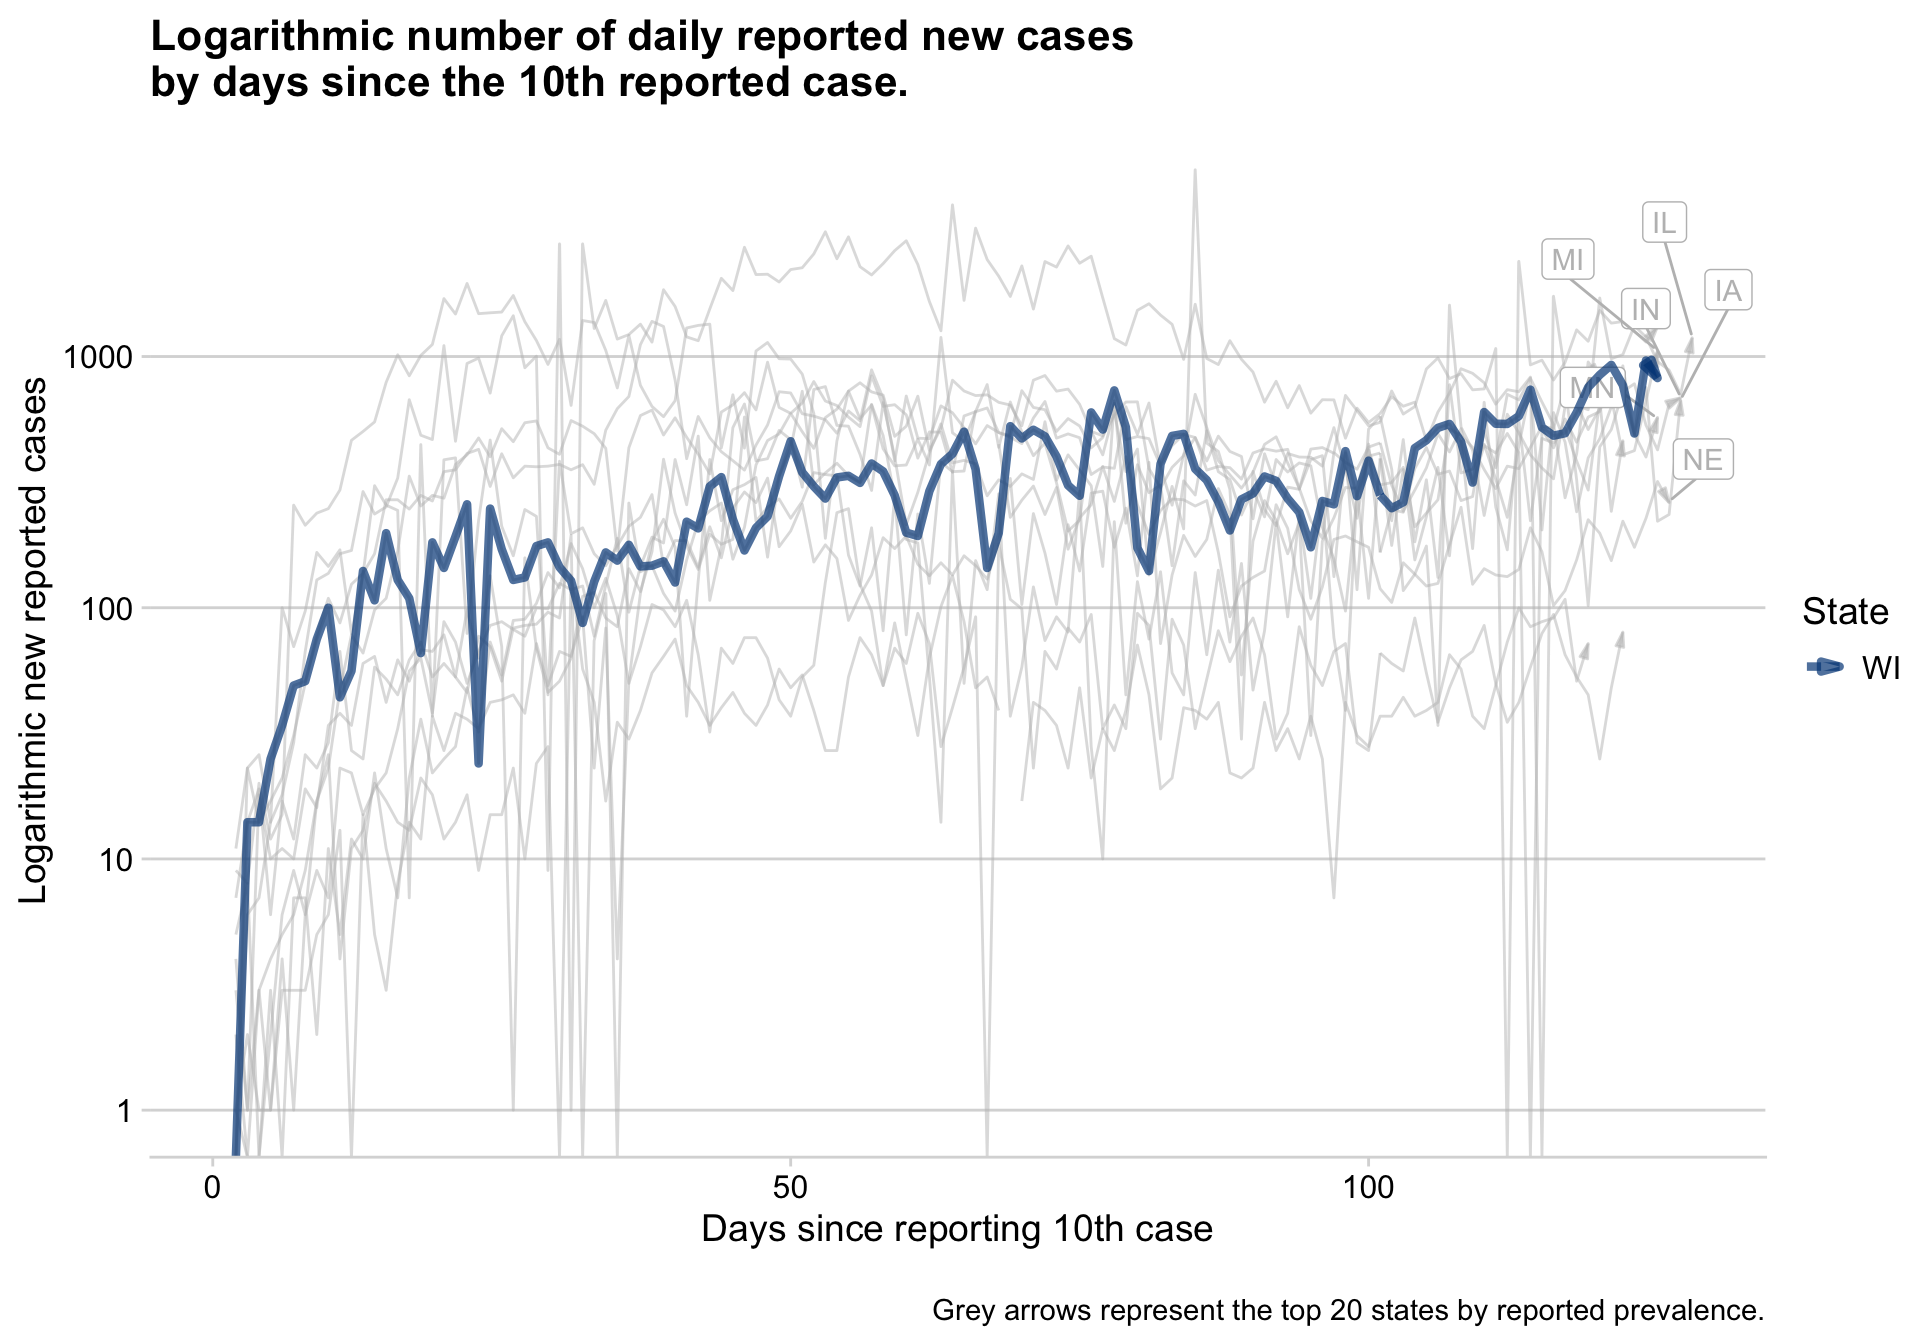 Logarithmic number of daily reported new cases
by days since the 10th reported case.
Logarithmic new reported cases
1000
100
10
1
IL
MI
IA
IN
MN
NE
State
WI
0
50
100
Days since reporting 10th case
Grey arrows represent the top 20 states by reported prevalence.